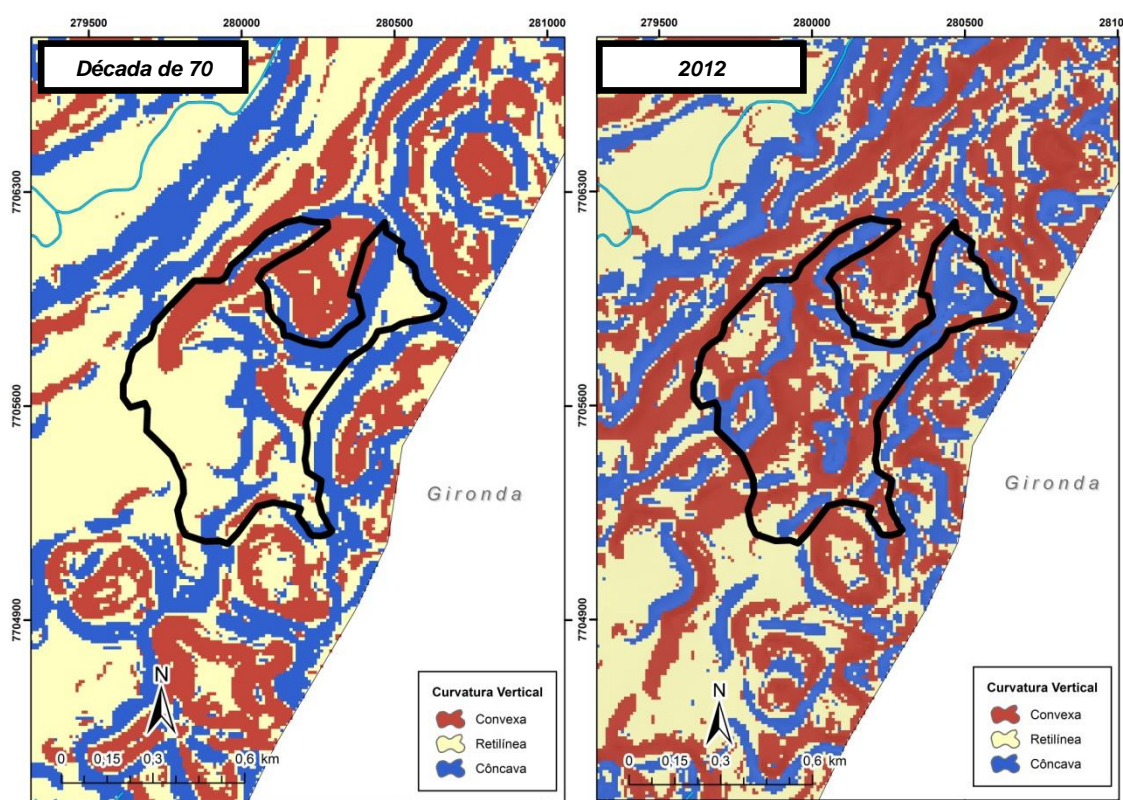 279500 280000 280500 281000
Década de 70
7706300
7705600
7704900
Gironda
N
0 0,15 0,3 0,6 km
Curvatura Vertical
Convexa
Retilínea
Côncava
279500 280000 280500 2810
2012
7706300
7705600
7704900
Gironda
N
0 0,15 0,3 0,6 km
Curvatura Vertical
Convexa
Retilínea
Côncava